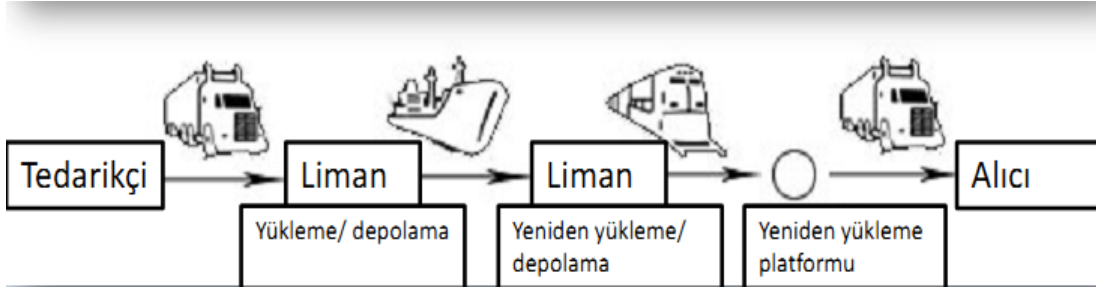 Tedarikçi
Liman
Liman
Alıcı
Yükleme/ depolama
Yeniden yükleme/
depolama
Yeniden yükleme
platformu